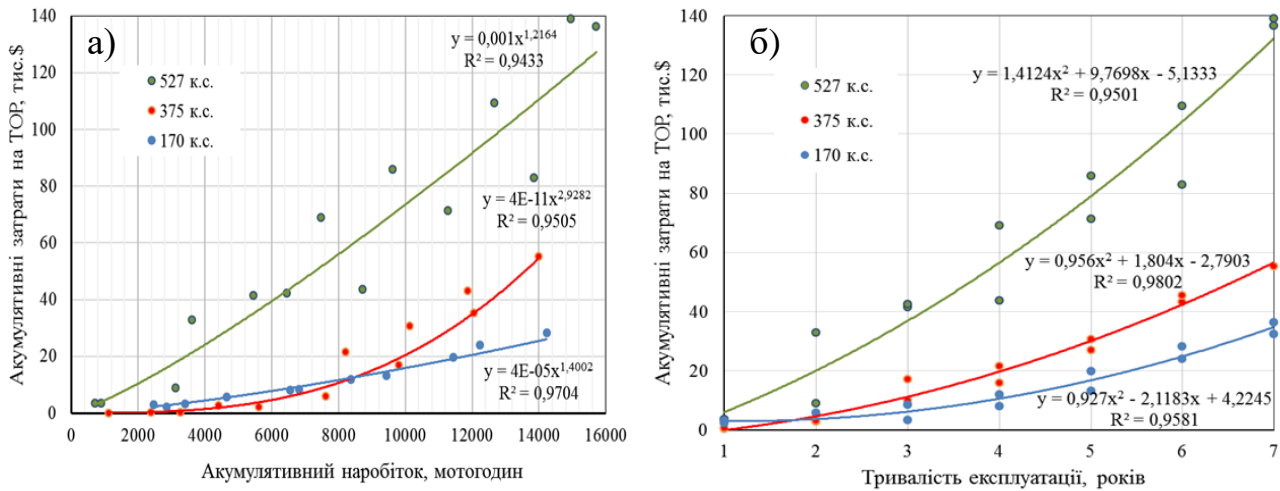 а)
Акумулятивні затрати на ТОР, тис.$
140
120
100
80
60
40
20
0
527 к.с.
375 к.с.
170 к.с.
y = 0,001x^1,2164
R² = 0,9433
y = 4E-11x^2,9282
R² = 0,9505
y = 4E-05x^1,4002
R² = 0,9704
0 2000 4000 6000 8000 10000 12000 14000 16000
Акумулятивний наробіток, мотогодин
б)
Акумулятивні затрати на ТОР, тис.$
140
120
100
80
60
40
20
0
527 к.с.
375 к.с.
170 к.с.
y = 1,4124x² + 9,7698x - 5,1333
R² = 0,9501
y = 0,956x² + 1,804x - 2,7903
R² = 0,9802
y = 0,927x² - 2,1183x + 4,2245
R² = 0,9581
1 2 3 4 5 6 7
Тривалість експлуатації, років